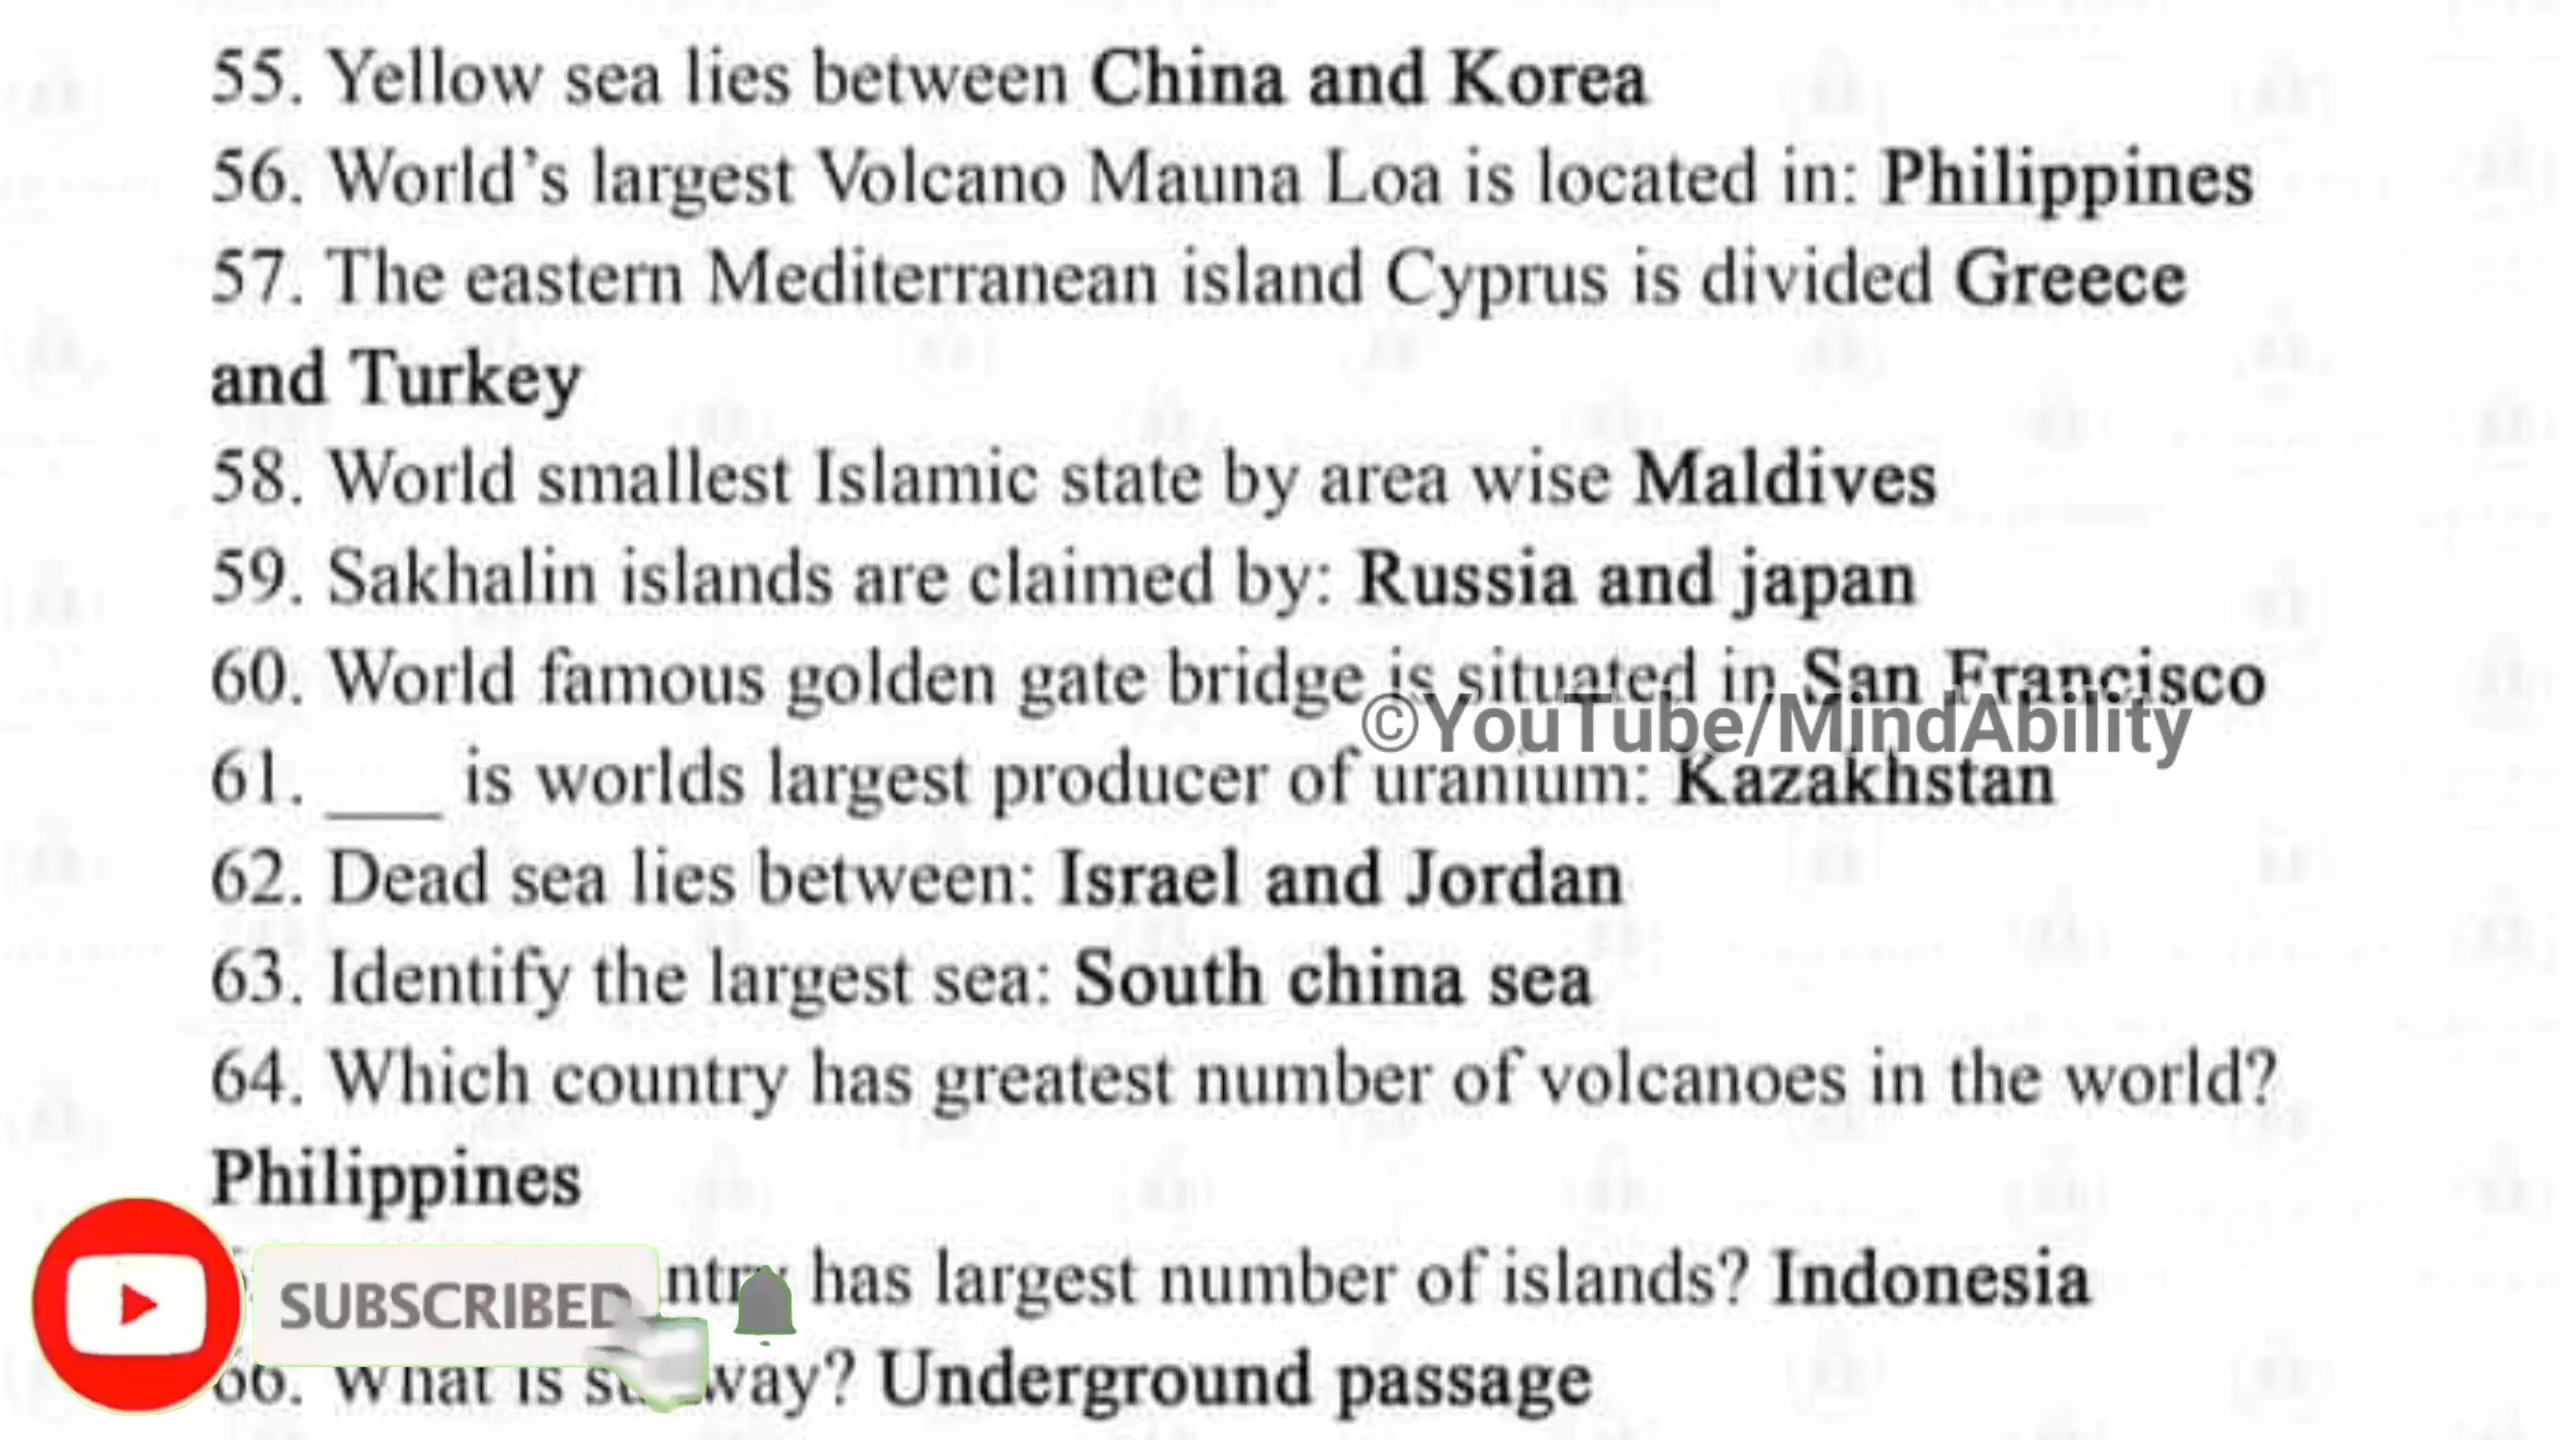 55. Yellow sea lies between China and Korea
56. World's largest Volcano Mauna Loa is located in: Philippines
57. The eastern Mediterranean island Cyprus is divided Greece
and Turkey
58. World smallest Islamic state by area wise Maldives
59. Sakhalin islands are claimed by: Russia and japan
60. World famous golden gate bridge is situated in San Francisco
©YouTube/MindAbility
61. ___ is worlds largest producer of uranium: Kazakhstan
62. Dead sea lies between: Israel and Jordan
63. Identify the largest sea: South china sea
64. Which country has greatest number of volcanoes in the world?
Philippines
has largest number of islands? Indonesia
SUBSCRIBED
66. What is subway? Underground passage